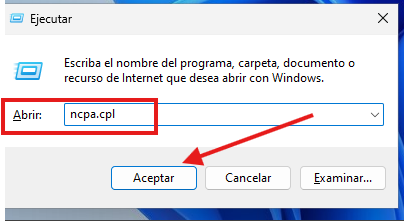 Ejecutar
Escriba el nombre del programa, carpeta, documento o
recurso de Internet que desea abrir con Windows.
Abrir: ncpa.cpl
Aceptar Cancelar Examinar...